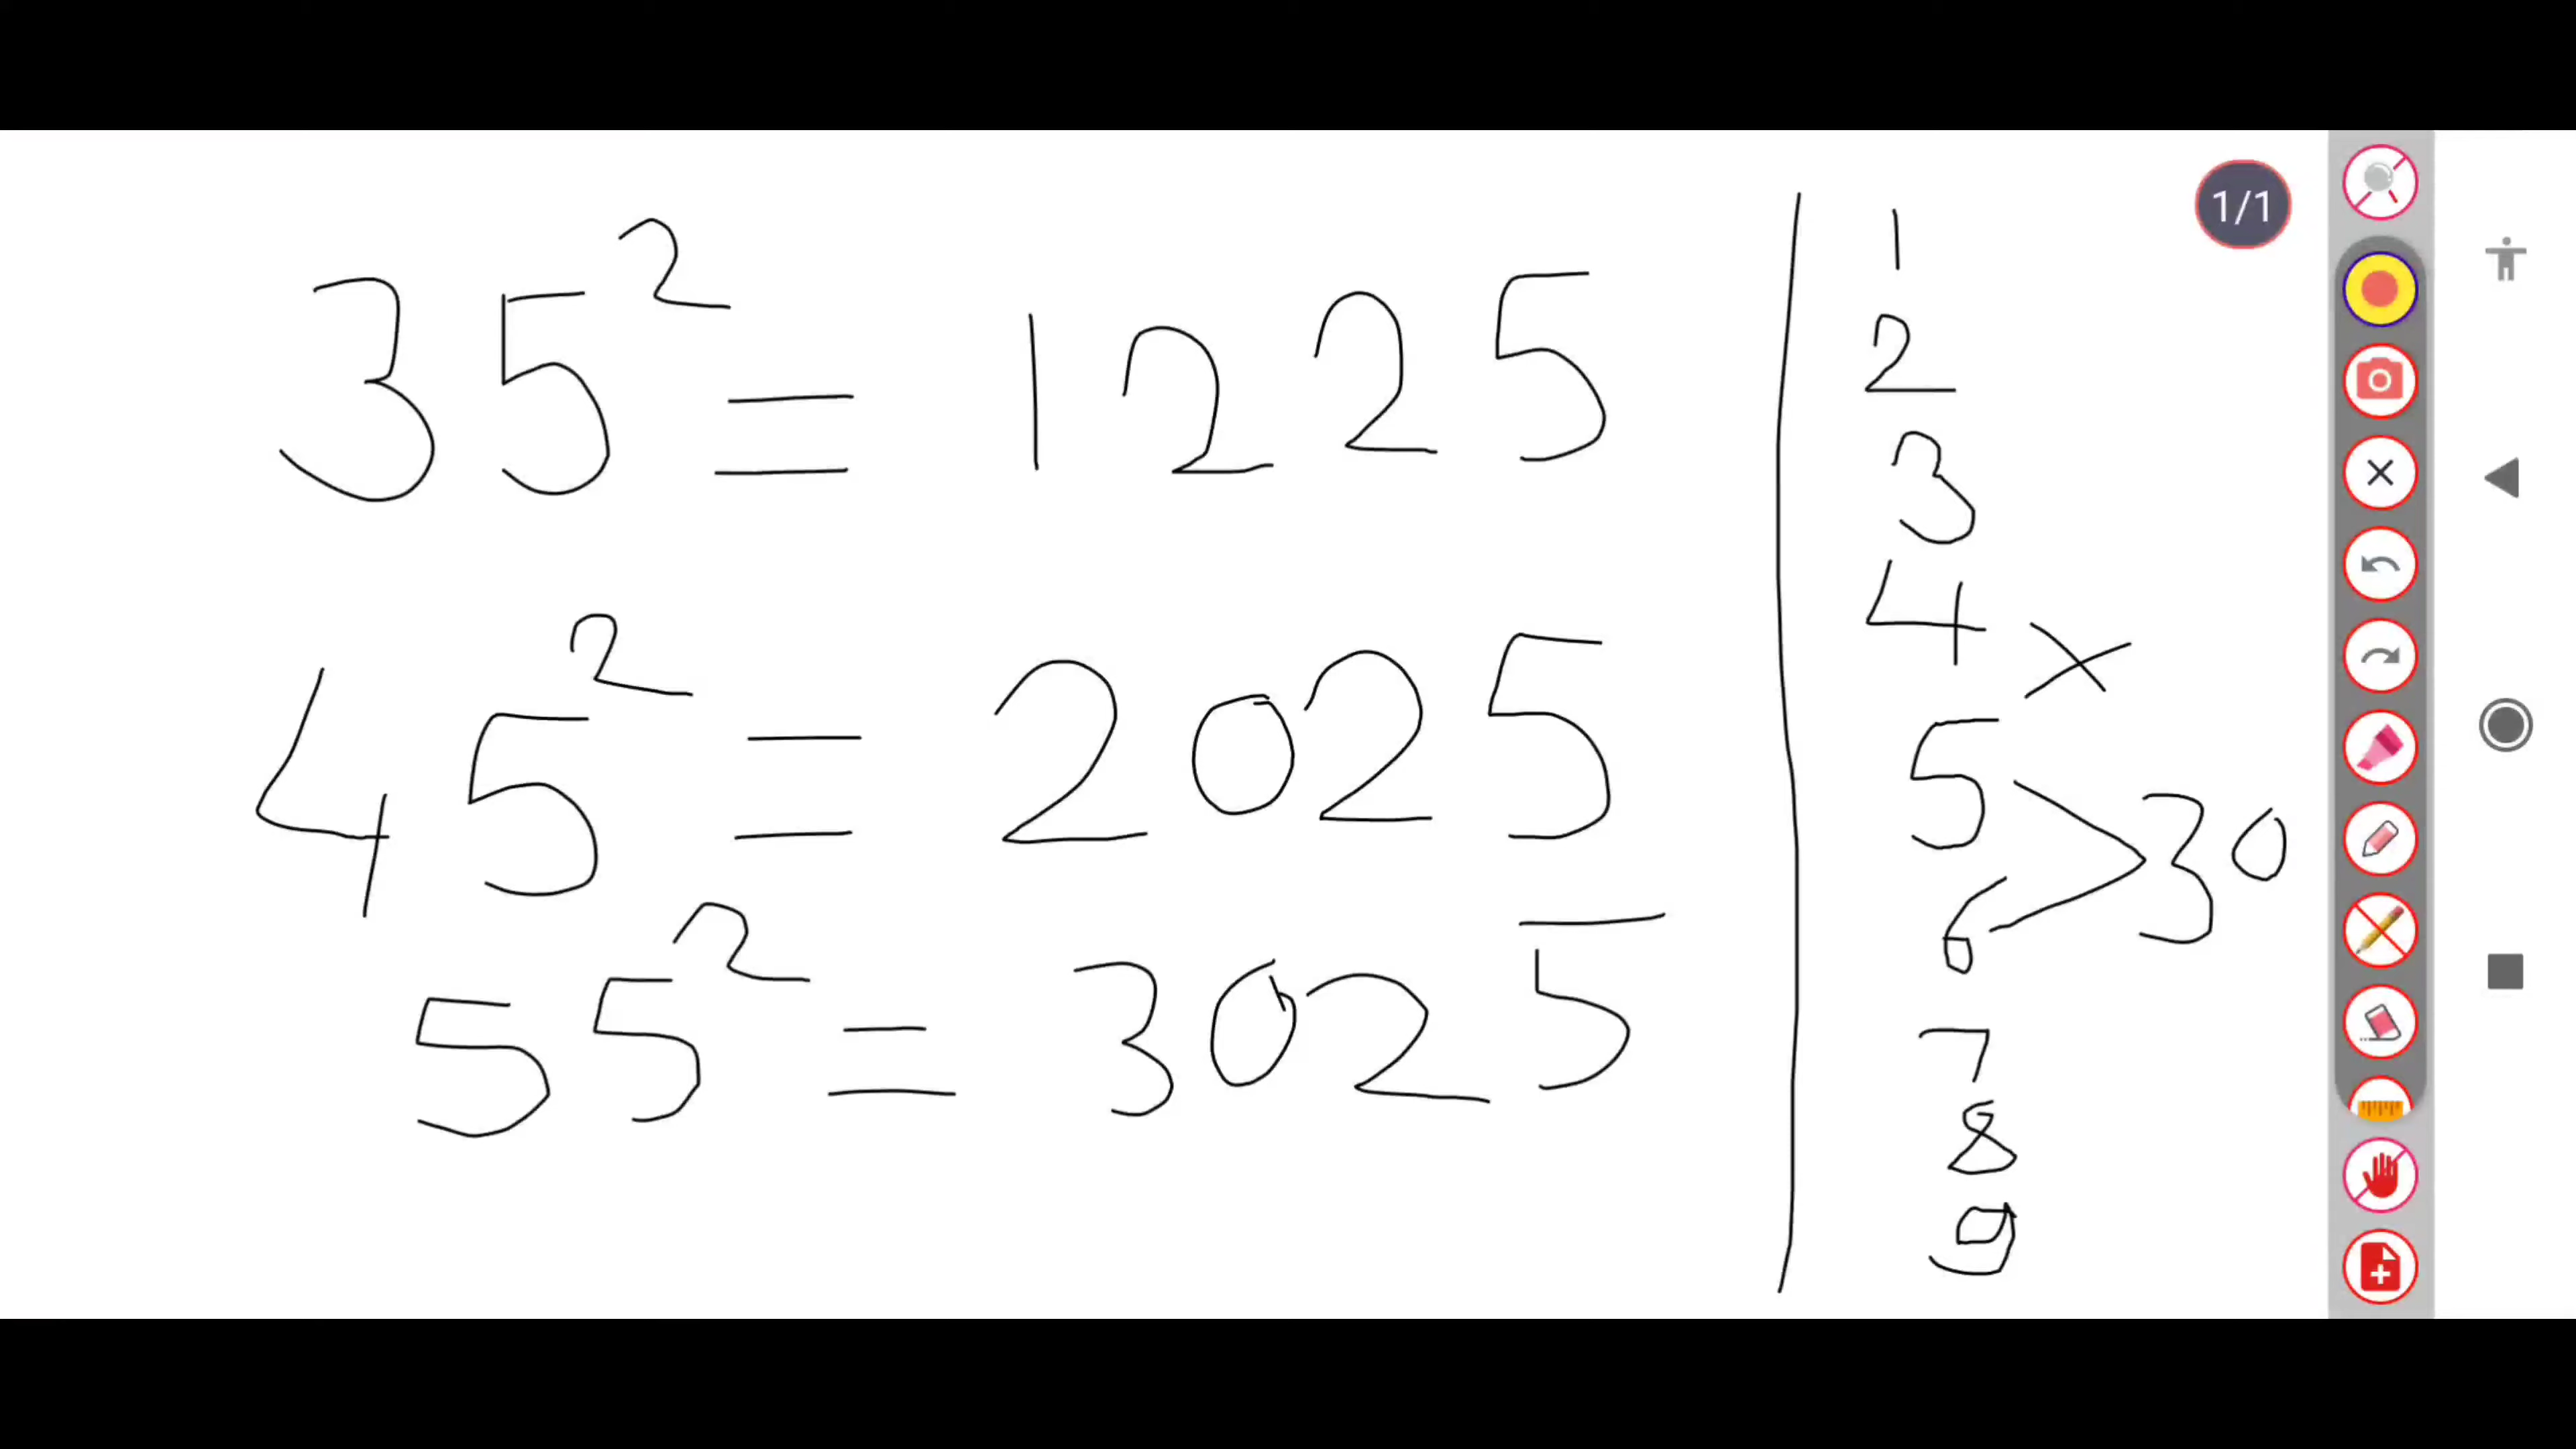 35² = 1225
45² = 2025
55² = 3025
1
2
3
4 ×
5
6 > 30
7
8
9
1/1